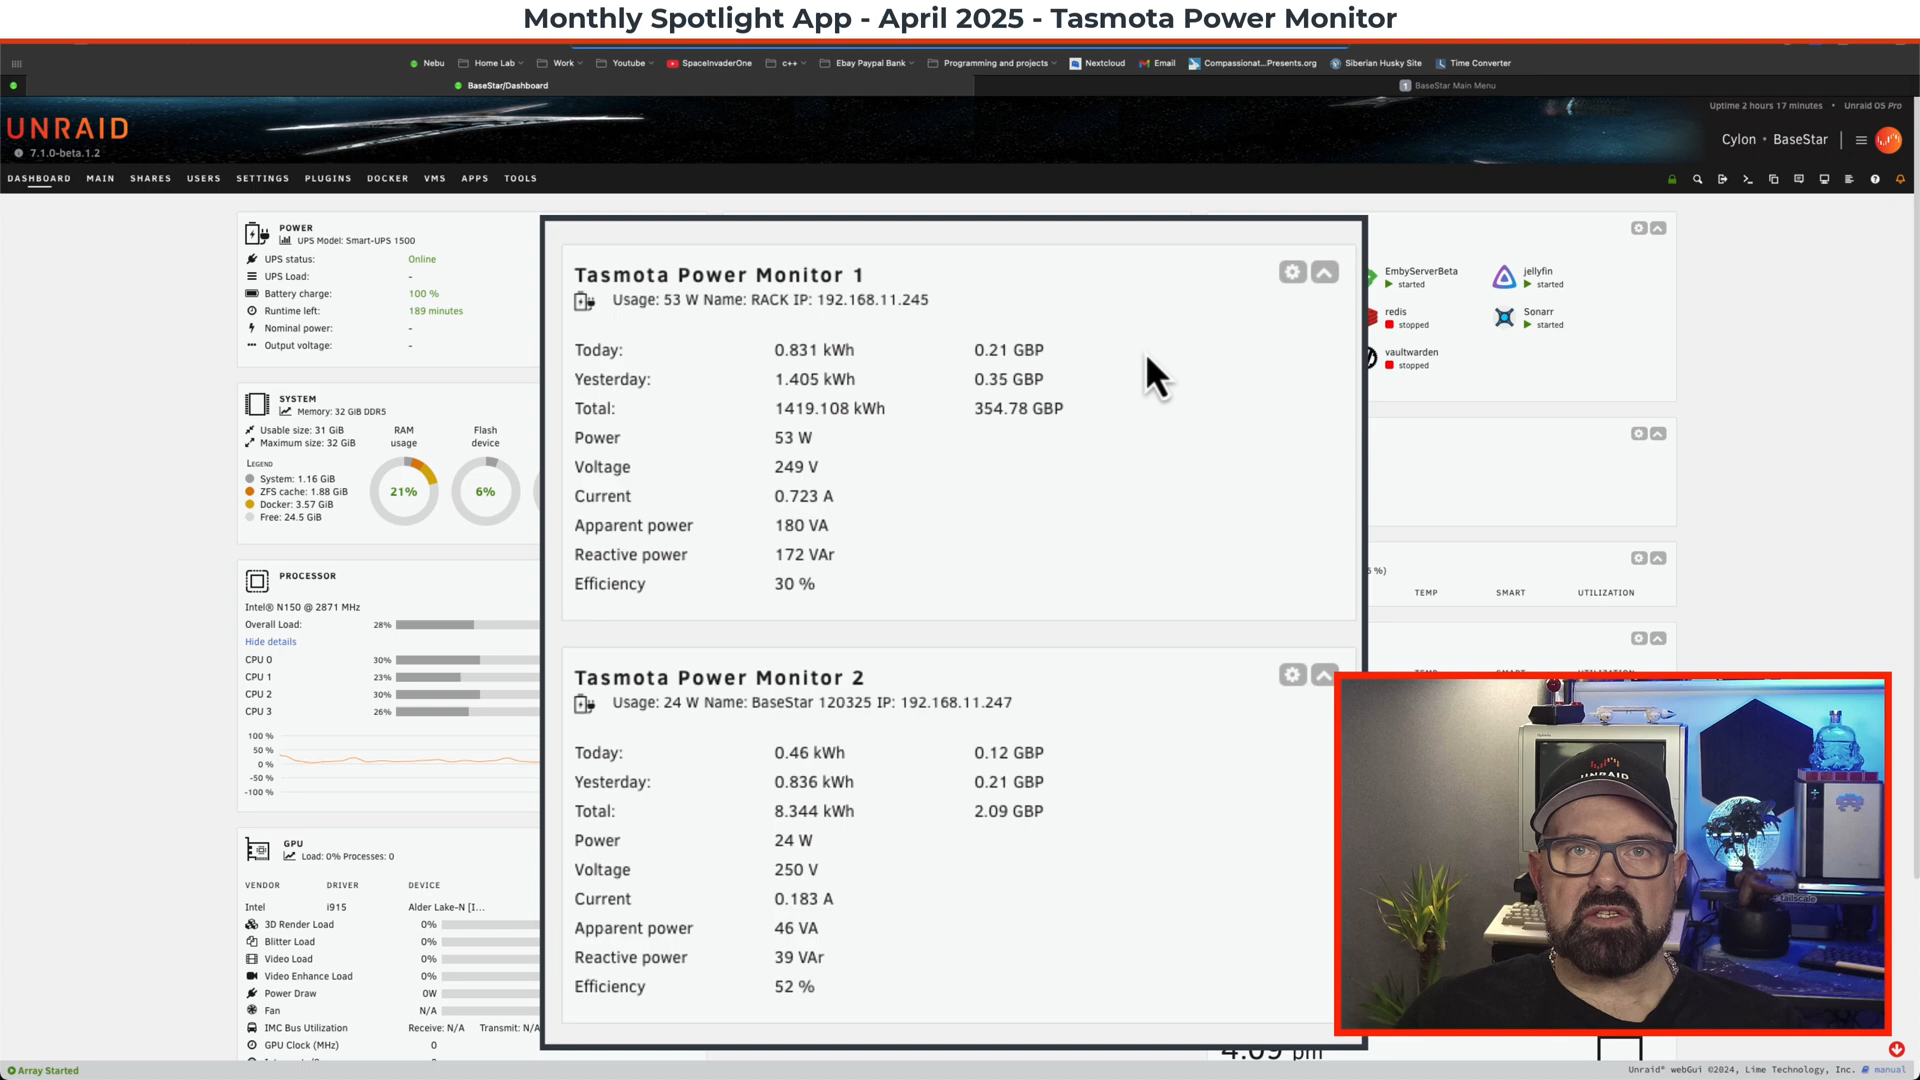 Monthly Spotlight App - April 2025 - Tasmota Power Monitor
Nebu Home Lab Work Youtube SpaceInvaderOne c++ Ebay Paypal Bank Programming and projects Nextcloud Email Compassionat...Presents.org Siberian Husky Site Time Converter
BaseStar/Dashboard
1 BaseStar Main Menu
Uptime 2 hours 17 minutes • Unraid OS Pro
UNRAID
7.1.0-beta.1.2
Cylon • BaseStar
DASHBOARD MAIN SHARES USERS SETTINGS PLUGINS DOCKER VMS APPS TOOLS
POWER
UPS Model: Smart-UPS 1500
UPS status: Online
UPS Load: -
Battery charge: 100 %
Runtime left: 189 minutes
Nominal power: -
Output voltage: -
SYSTEM
Memory: 32 GiB DDR5
Usable size: 31 GiB
Maximum size: 32 GiB
RAM usage
Flash device
LEGEND
System: 1.16 GiB
ZFS cache: 1.88 GiB
Docker: 3.57 GiB
Free: 24.5 GiB
21%
6%
PROCESSOR
Intel® N150 @ 2871 MHz
Overall Load: 28%
Hide details
CPU 0 30%
CPU 1 23%
CPU 2 30%
CPU 3 26%
100 %
50 %
0 %
-50 %
-100 %
GPU
Load: 0% Processes: 0
VENDOR DRIVER DEVICE
Intel i915 Alder Lake-N [I...
3D Render Load 0%
Blitter Load 0%
Video Load 0%
Video Enhance Load 0%
Power Draw 0W
Fan N/A
IMC Bus Utilization Receive: N/A Transmit: N/A
GPU Clock (MHz) 0
Tasmota Power Monitor 1
Usage: 53 W Name: RACK IP: 192.168.11.245
Today: 0.831 kWh 0.21 GBP
Yesterday: 1.405 kWh 0.35 GBP
Total: 1419.108 kWh 354.78 GBP
Power 53 W
Voltage 249 V
Current 0.723 A
Apparent power 180 VA
Reactive power 172 VAr
Efficiency 30 %
Tasmota Power Monitor 2
Usage: 24 W Name: BaseStar 120325 IP: 192.168.11.247
Today: 0.46 kWh 0.12 GBP
Yesterday: 0.836 kWh 0.21 GBP
Total: 8.344 kWh 2.09 GBP
Power 24 W
Voltage 250 V
Current 0.183 A
Apparent power 46 VA
Reactive power 39 VAr
Efficiency 52 %
EmbyServerBeta
started
jellyfin
started
redis
stopped
Sonarr
started
vaultwarden
stopped
%)
TEMP SMART UTILIZATION
UNRAID
tailscale
pm
Array Started
Unraid® webGui ©2024, Lime Technology, Inc. manual